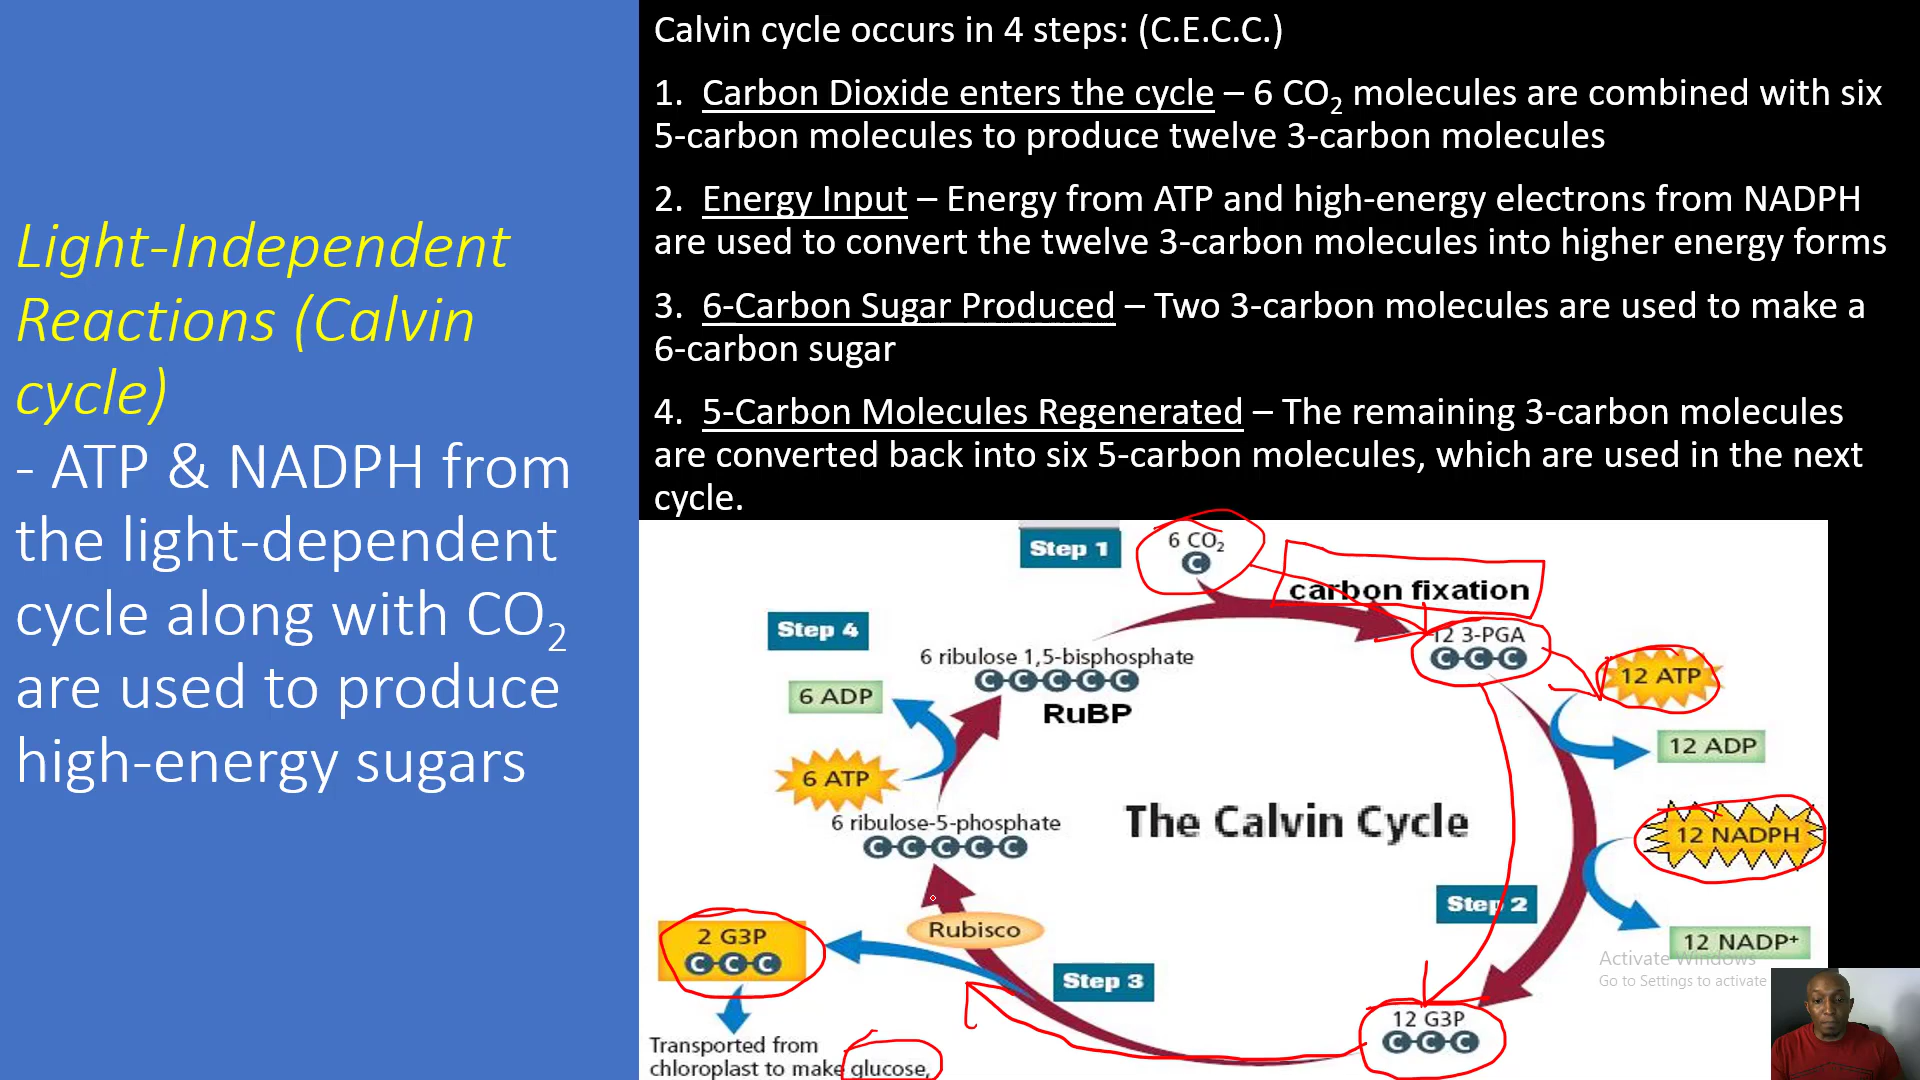 Light-Independent
Reactions (Calvin
cycle)
- ATP & NADPH from
the light-dependent
cycle along with CO₂
are used to produce
high-energy sugars
Calvin cycle occurs in 4 steps: (C.E.C.C.)
1. Carbon Dioxide enters the cycle – 6 CO₂ molecules are combined with six
5-carbon molecules to produce twelve 3-carbon molecules
2. Energy Input – Energy from ATP and high-energy electrons from NADPH
are used to convert the twelve 3-carbon molecules into higher energy forms
3. 6-Carbon Sugar Produced – Two 3-carbon molecules are used to make a
6-carbon sugar
4. 5-Carbon Molecules Regenerated – The remaining 3-carbon molecules
are converted back into six 5-carbon molecules, which are used in the next
cycle.
Step 1
6 CO₂
C
carbon fixation
Step 4
12 3-PGA
C-C-C
6 ribulose 1,5-bisphosphate
C-C-C-C-C
RuBP
12 ATP
6 ADP
12 ADP
6 ATP
6 ribulose-5-phosphate
C-C-C-C-C
The Calvin Cycle
12 NADPH
Step 2
Rubisco
2 G3P
C-C-C
12 NADP⁺
Step 3
12 G3P
C-C-C
Transported from
chloroplast to make glucose,
Activate Windows
Go to Settings to activate